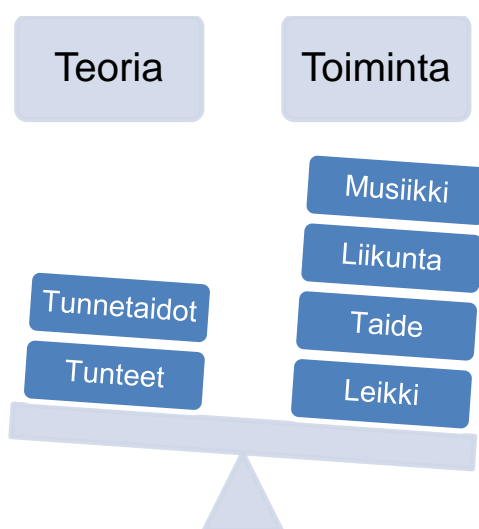 Teoria
Toiminta
Musiikki
Liikunta
Tunnetaidot
Taide
Tunteet
Leikki